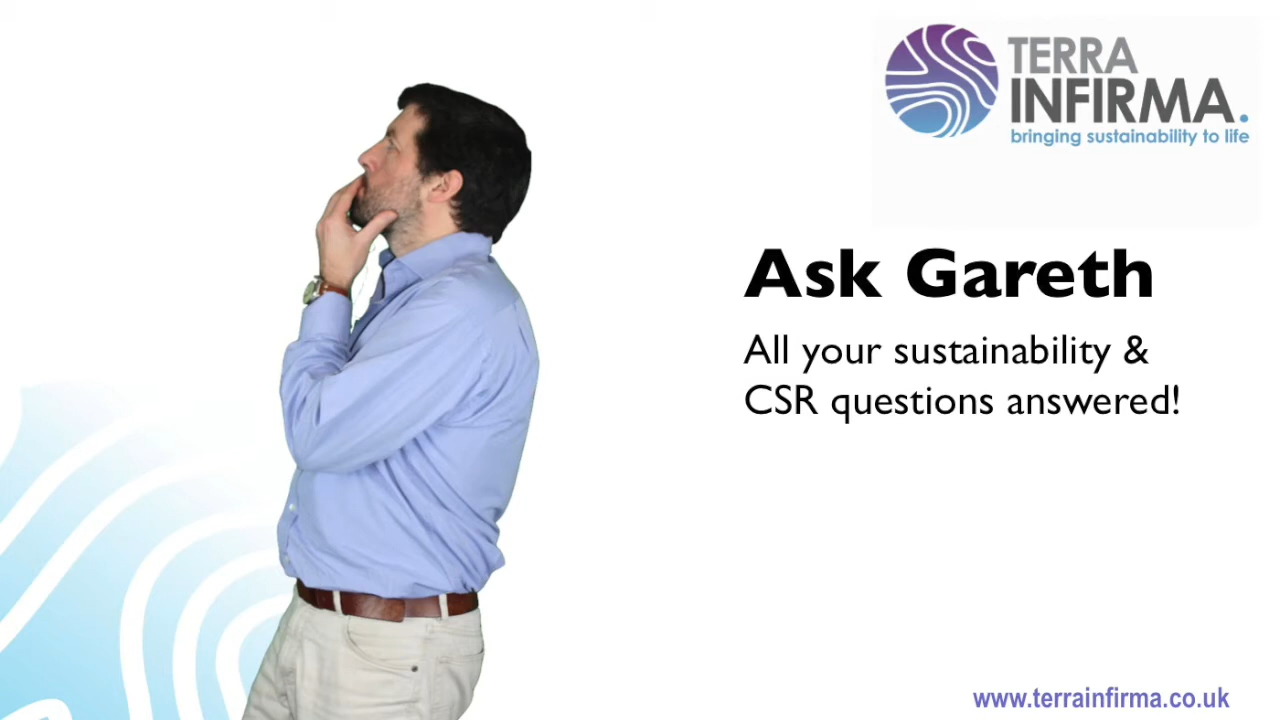 TERRA
INFIRMA.
bringing sustainability to life
Ask Gareth
All your sustainability &
CSR questions answered!
www.terrainfirma.co.uk